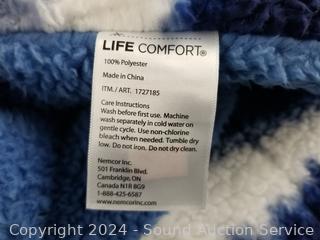 LIFE COMFORT®
100% Polyester
Made in China
ITM./ ART. 1727185
Care Instructions
Wash before first use. Machine
wash separately in cold water on
gentle cycle. Use non-chlorine
bleach when needed. Tumble dry
low. Do not iron. Do not dry clean.
Nemcor Inc.
501 Franklin Blvd.
Cambridge, ON
Canada N1R 8G9
1-888-425-6587
www.nemcorinc.com
Copyright 2024 - Sound Auction Service